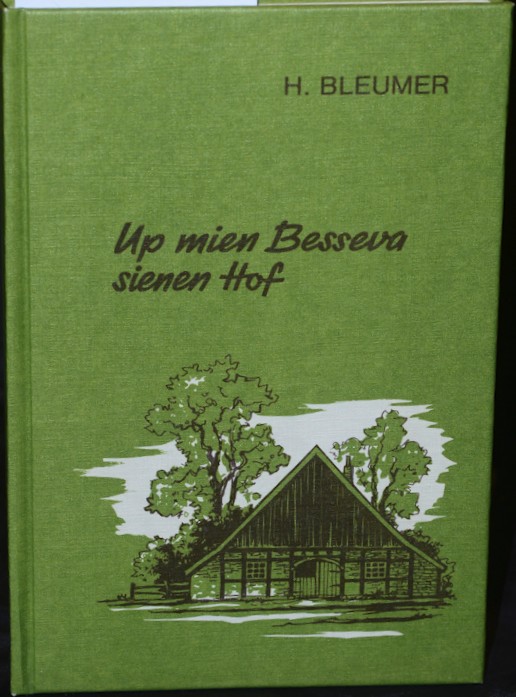 H. BLEUMER
Up mien Besseva
sienen Hof